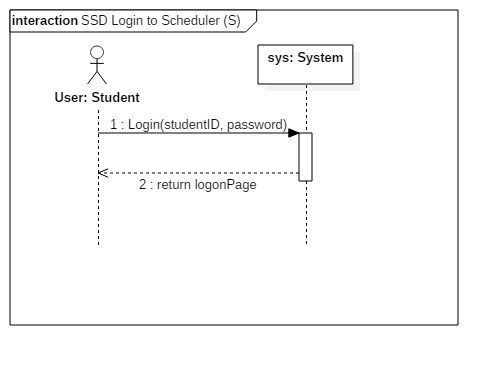 interaction SSD Login to Scheduler (S)
sys: System
User: Student
1 : Login(studentID, password)
2 : return logonPage